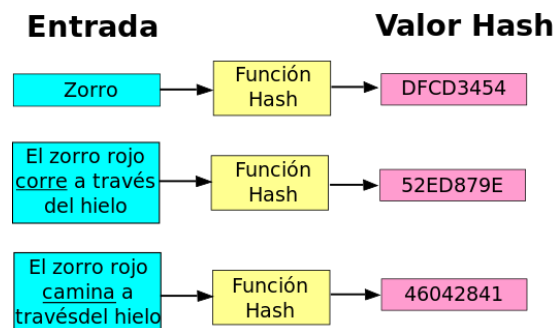 Entrada
Valor Hash
Zorro
Función
Hash
DFCD3454
El zorro rojo
corre a través
del hielo
Función
Hash
52ED879E
El zorro rojo
camina a
travésdel hielo
Función
Hash
46042841